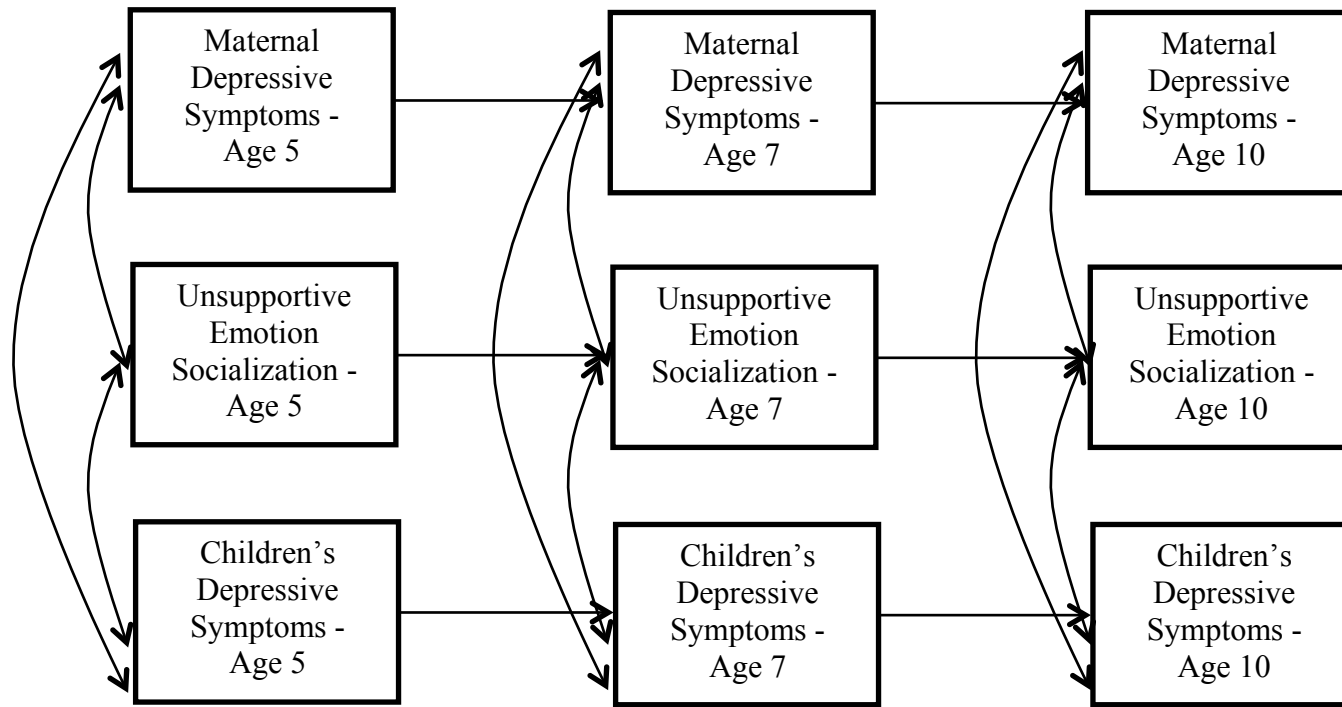 Maternal
Depressive
Symptoms -
Age 5
Maternal
Depressive
Symptoms -
Age 7
Maternal
Depressive
Symptoms -
Age 10
Unsupportive
Emotion
Socialization -
Age 5
Unsupportive
Emotion
Socialization -
Age 7
Unsupportive
Emotion
Socialization -
Age 10
Children’s
Depressive
Symptoms -
Age 5
Children’s
Depressive
Symptoms -
Age 7
Children’s
Depressive
Symptoms -
Age 10